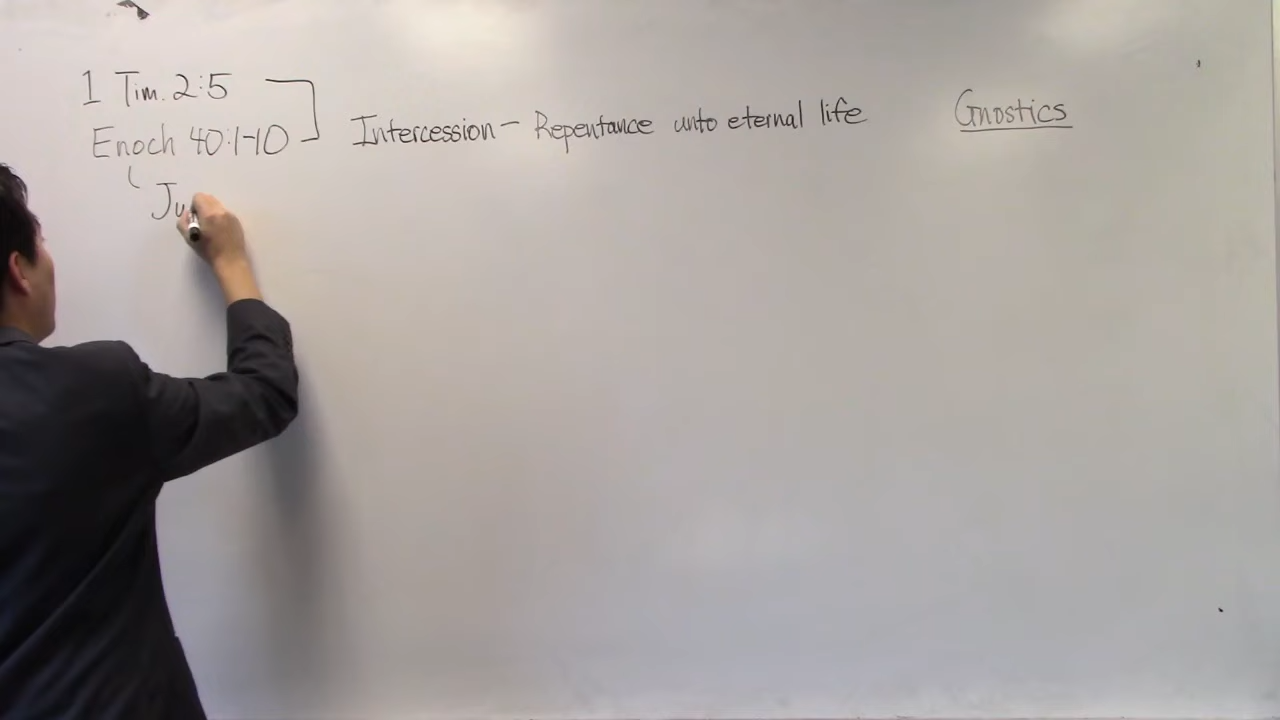 1 Tim. 2:5
Enoch 40:1-10
Intercession - Repentance unto eternal life
Gnostics
Ju